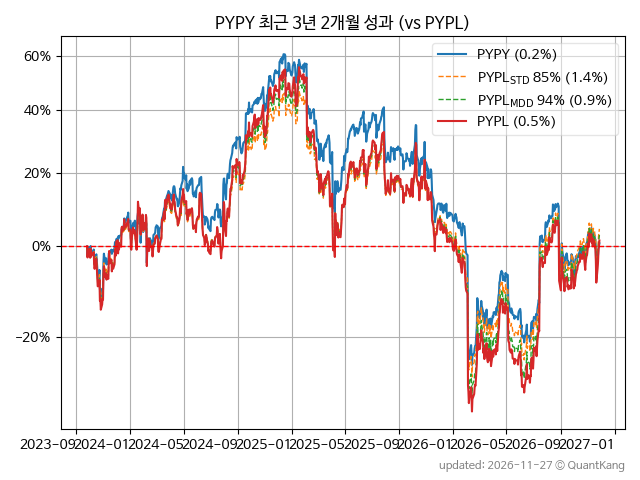 PYPY 최근 3년 2개월 성과 (vs PYPL)
PYPY (0.2%)
PYPLSTD 85% (1.4%)
PYPLMDD 94% (0.9%)
PYPL (0.5%)
60%
40%
20%
0%
−20%
2023-09 2024-01 2024-05 2024-09 2025-01 2025-05 2025-09 2026-01 2026-05 2026-09 2027-01
updated: 2026-11-27 © QuantKang